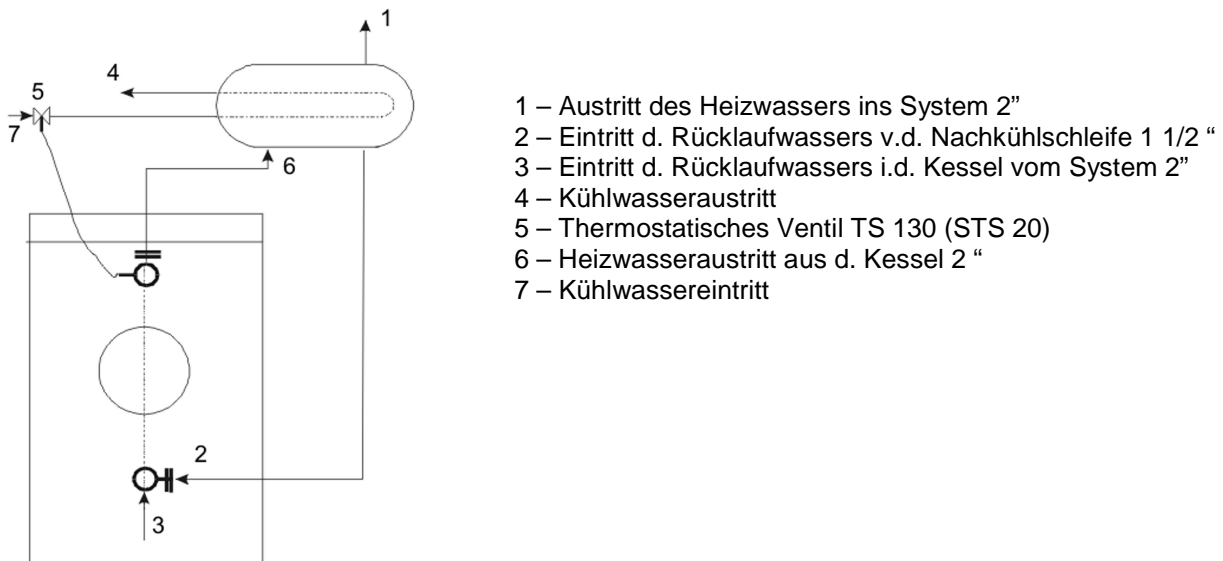 1
4
5
7
6
2
3
1 – Austritt des Heizwassers ins System 2”
2 – Eintritt d. Rücklaufwassers v.d. Nachkühlschleife 1 1/2 “
3 – Eintritt d. Rücklaufwassers i.d. Kessel vom System 2”
4 – Kühlwasseraustritt
5 – Thermostatisches Ventil TS 130 (STS 20)
6 – Heizwasseraustritt aus d. Kessel 2 “
7 – Kühlwassereintritt